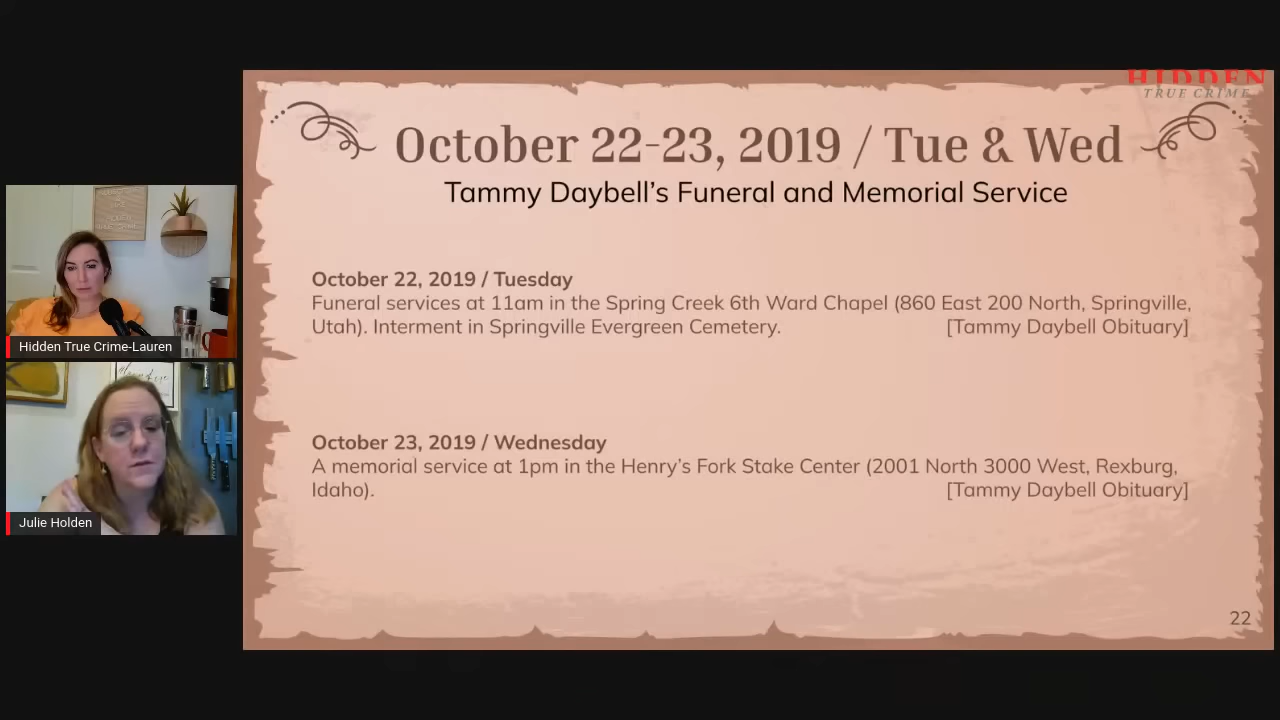 HIDDEN
TRUE CRIME
October 22-23, 2019 / Tue & Wed
Tammy Daybell’s Funeral and Memorial Service
October 22, 2019 / Tuesday
Funeral services at 11am in the Spring Creek 6th Ward Chapel (860 East 200 North, Springville,
Utah). Interment in Springville Evergreen Cemetery. [Tammy Daybell Obituary]
October 23, 2019 / Wednesday
A memorial service at 1pm in the Henry’s Fork Stake Center (2001 North 3000 West, Rexburg,
Idaho). [Tammy Daybell Obituary]
22
Hidden True Crime-Lauren
Julie Holden